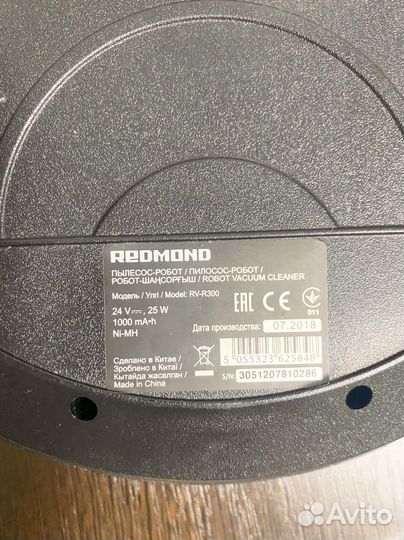 REDMOND
ПЫЛЕСОС-РОБОТ / ПИЛОСОС-РОБОТ /
РОБОТ-ШАҢСОРҒЫШ / ROBOT VACUUM CLEANER
Модель / Үлгі / Model: RV-R300
24 V⎓, 25 W
1000 mA•h
Ni-MH
EAC CE
011
Дата производства: 07.2018
Сделано в Китае /
Зроблено в Китаї /
Қытайда жасалған /
Made in China
5 055323 625848
S/N: 3051207810286
Avito